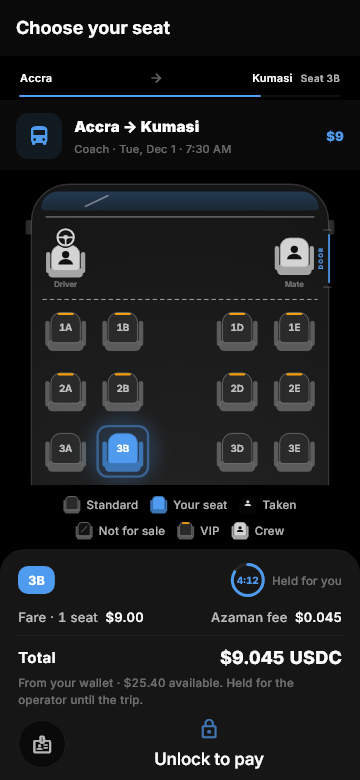 Choose your seat
Accra → Kumasi Seat 3B
Accra → Kumasi $9
Coach · Tue, Dec 1 · 7:30 AM
DOOR
Driver Mate
1A 1B 1D 1E
2A 2B 2D 2E
3A 3B 3D 3E
Standard Your seat Taken
Not for sale VIP Crew
3B 4:12 Held for you
Fare · 1 seat $9.00 Azaman fee $0.045
Total $9.045 USDC
From your wallet · $25.40 available. Held for the
operator until the trip.
Unlock to pay